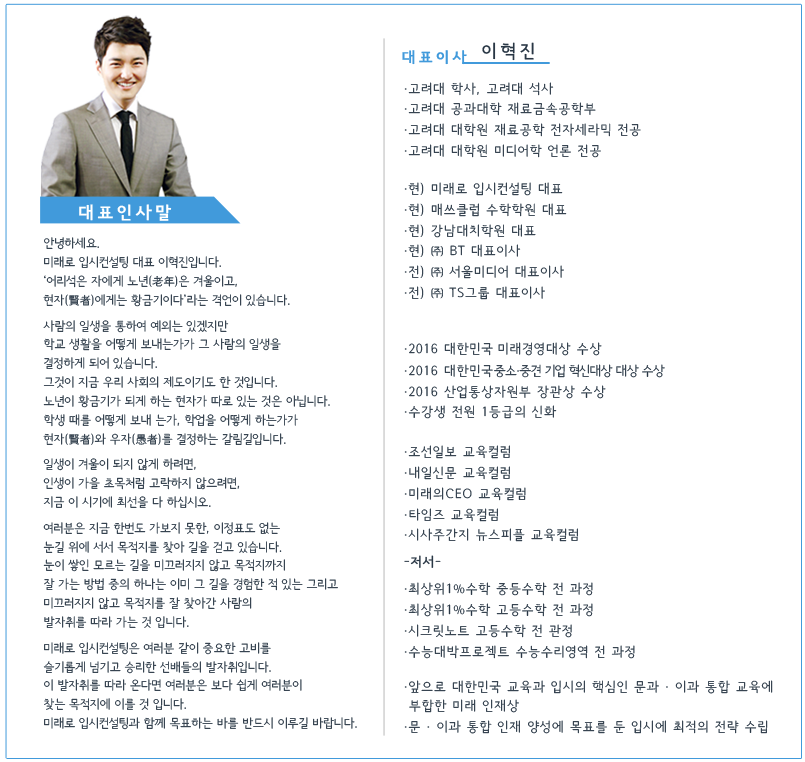 대표인사말
안녕하세요.
미래로 입시컨설팅 대표 이혁진입니다.
'어리석은 자에게 노년(老年)은 겨울이고,
현자(賢者)에게는 황금기이다'라는 격언이 있습니다.
사람의 일생을 통하여 예외는 있겠지만
학교 생활을 어떻게 보내는가가 그 사람의 일생을
결정하게 되어 있습니다.
그것이 지금 우리 사회의 제도이기도 한 것입니다.
노년이 황금기가 되게 하는 현자가 따로 있는 것은 아닙니다.
학생 때를 어떻게 보내 는가, 학업을 어떻게 하는가가
현자(賢者)와 우자(愚者)를 결정하는 갈림길입니다.
일생이 겨울이 되지 않게 하려면,
인생이 가을 초목처럼 고락하지 않으려면,
지금 이 시기에 최선을 다 하십시오.
여러분은 지금 한번도 가보지 못한, 이정표도 없는
눈길 위에 서서 목적지를 찾아 길을 걷고 있습니다.
눈이 쌓인 모르는 길을 미끄러지지 않고 목적지까지
잘 가는 방법 중의 하나는 이미 그 길을 경험한 적 있는 그리고
미끄러지지 않고 목적지를 잘 찾아간 사람의
발자취를 따라 가는 것 입니다.
미래로 입시컨설팅은 여러분 같이 중요한 고비를
슬기롭게 넘기고 승리한 선배들의 발자취입니다.
이 발자취를 따라 온다면 여러분은 보다 쉽게 여러분이
찾는 목적지에 이를 것 입니다.
미래로 입시컨설팅과 함께 목표하는 바를 반드시 이루길 바랍니다.
대표이사 이혁진
·고려대 학사, 고려대 석사
·고려대 공과대학 재료금속공학부
·고려대 대학원 재료공학 전자세라믹 전공
·고려대 대학원 미디어학 언론 전공
·현) 미래로 입시컨설팅 대표
·현) 매쓰클럽 수학학원 대표
·현) 강남대치학원 대표
·현) ㈜ BT 대표이사
·전) ㈜ 서울미디어 대표이사
·전) ㈜ TS그룹 대표이사
·2016 대한민국 미래경영대상 수상
·2016 대한민국 중소·중견 기업 혁신대상 대상 수상
·2016 산업통상자원부 장관상 수상
·수강생 전원 1등급의 신화
·조선일보 교육컬럼
·내일신문 교육컬럼
·미래의CEO 교육컬럼
·타임즈 교육컬럼
·시사주간지 뉴스피플 교육컬럼
-저서-
·최상위1%수학 중등수학 전 과정
·최상위1%수학 고등수학 전 과정
·시크릿노트 고등수학 전 관정
·수능대박프로젝트 수능수리영역 전 과정
·앞으로 대한민국 교육과 입시의 핵심인 문과 · 이과 통합 교육에
부합한 미래 인재상
·문 · 이과 통합 인재 양성에 목표를 둔 입시에 최적의 전략 수립